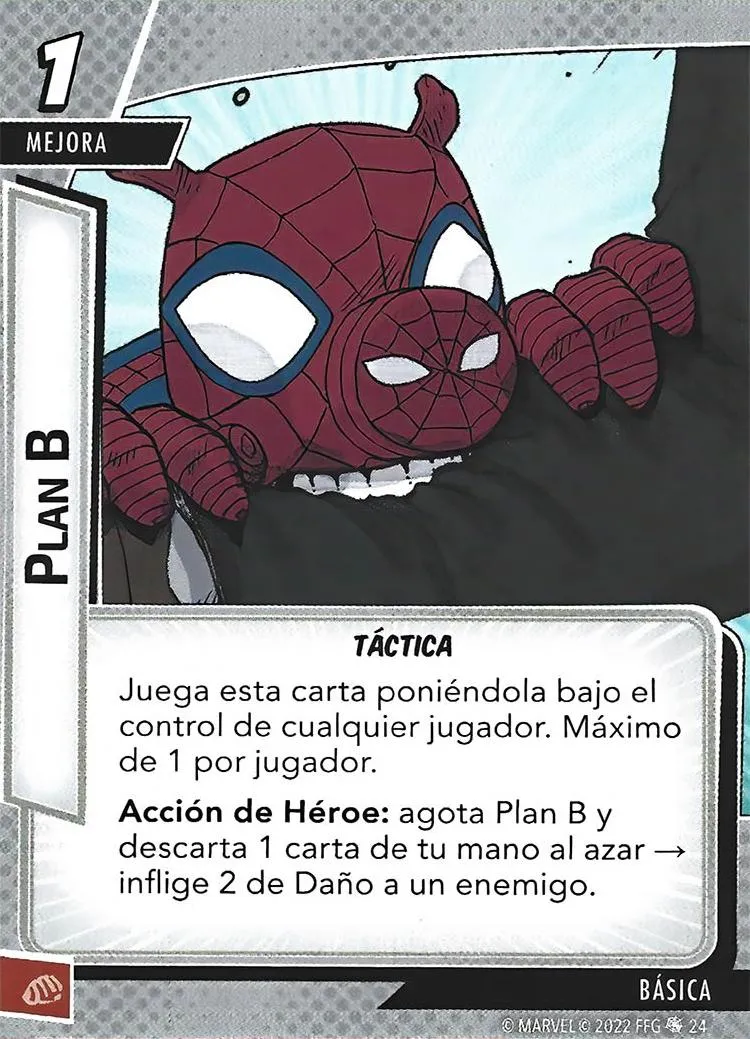 1
MEJORA
PLAN B
TÁCTICA
Juega esta carta poniéndola bajo el
control de cualquier jugador. Máximo
de 1 por jugador.
Acción de Héroe: agota Plan B y
descarta 1 carta de tu mano al azar →
inflige 2 de Daño a un enemigo.
BÁSICA
© MARVEL © 2022 FFG 24